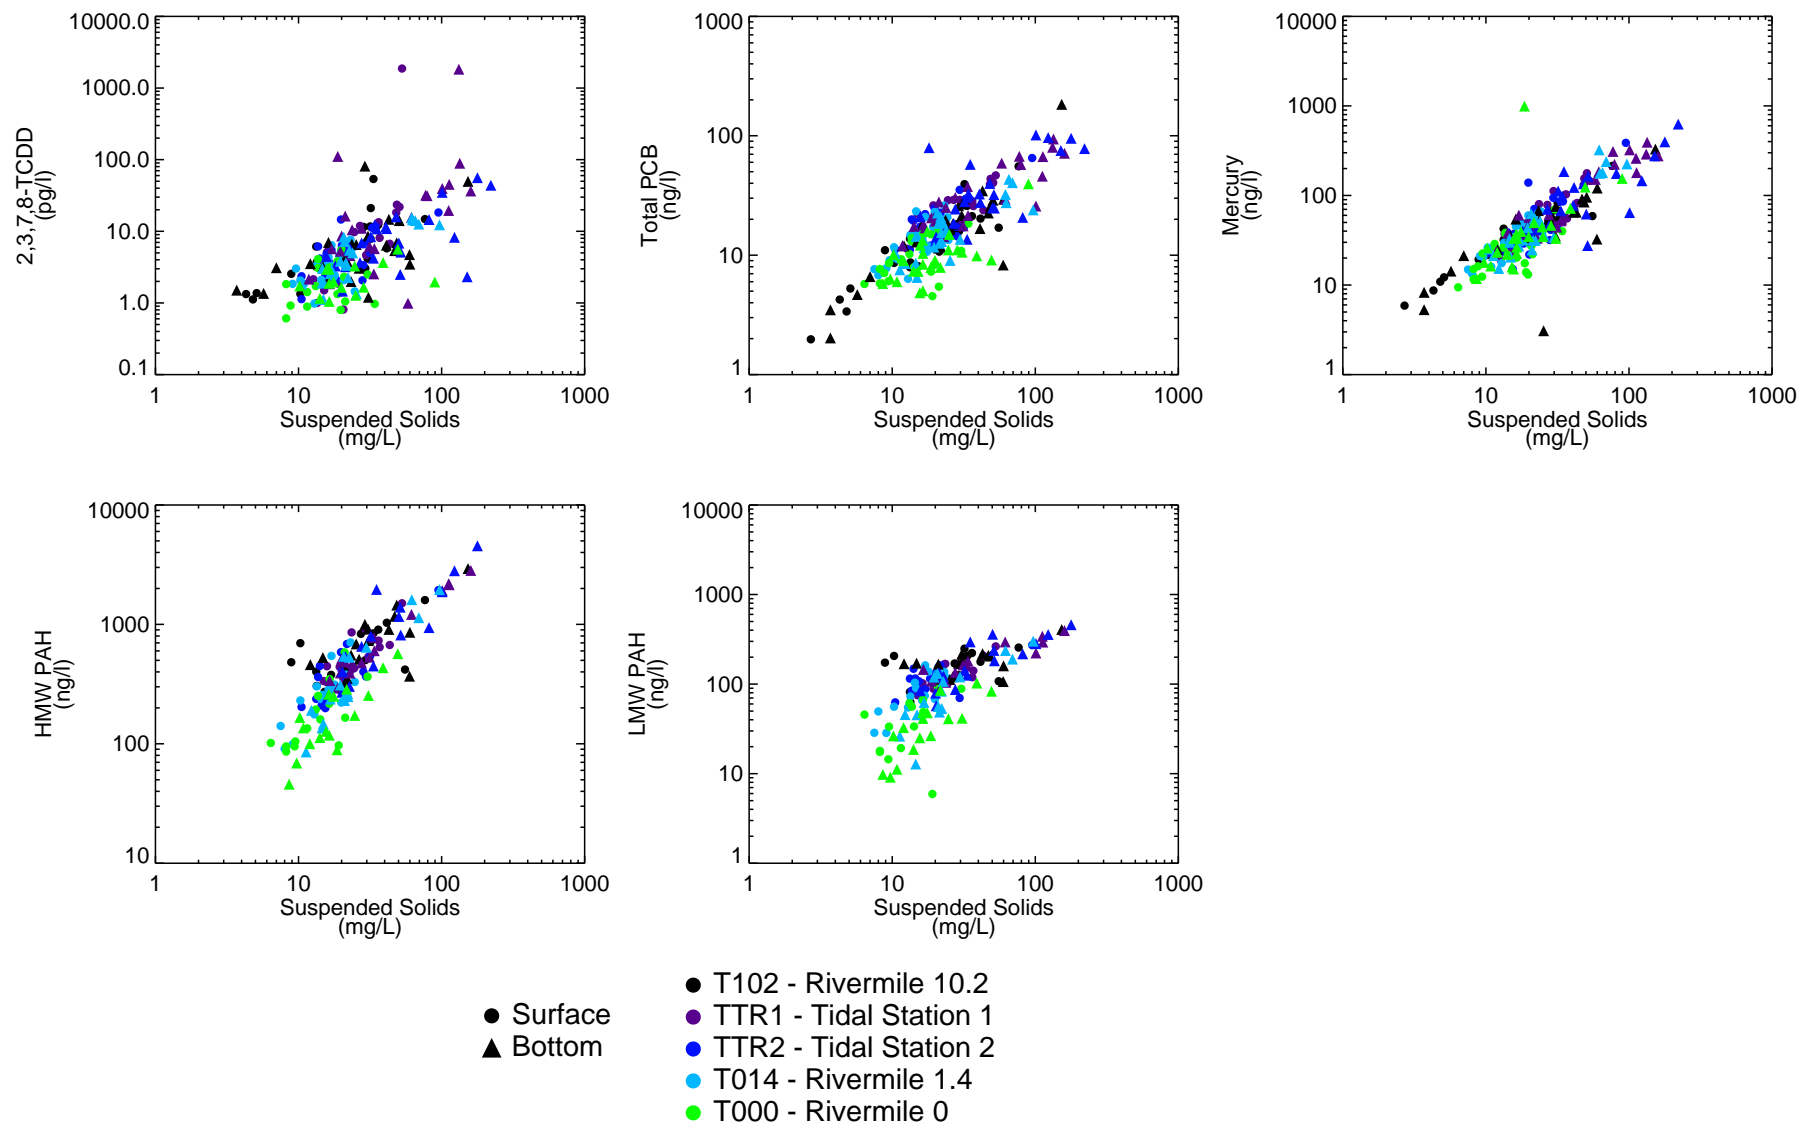 10000.0
1000.0
100.0
10.0
1.0
0.1
2,3,7,8-TCDD
(pg/l)
1 10 100 1000
Suspended Solids
(mg/L)
1000
100
10
1
Total PCB
(ng/l)
1 10 100 1000
Suspended Solids
(mg/L)
10000
1000
100
10
1
Mercury
(ng/l)
1 10 100 1000
Suspended Solids
(mg/L)
10000
1000
100
10
HMW PAH
(ng/l)
1 10 100 1000
Suspended Solids
(mg/L)
10000
1000
100
10
1
LMW PAH
(ng/l)
1 10 100 1000
Suspended Solids
(mg/L)
Surface
Bottom
T102 - Rivermile 10.2
TTR1 - Tidal Station 1
TTR2 - Tidal Station 2
T014 - Rivermile 1.4
T000 - Rivermile 0